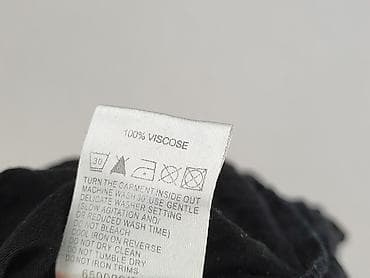 100% VISCOSE
30
TURN THE GARMENT INSIDE OUT
MACHINE WASH 30 USE GENTLE
DELICATE WASHER SETTING
(SLOW AGITATION AND/
OR REDUCED WASH TIME)
DO NOT BLEACH
COOL IRON ON REVERSE
DO NOT DRY CLEAN
DO NOT TUMBLE DRY
DO NOT IRON TRIMS